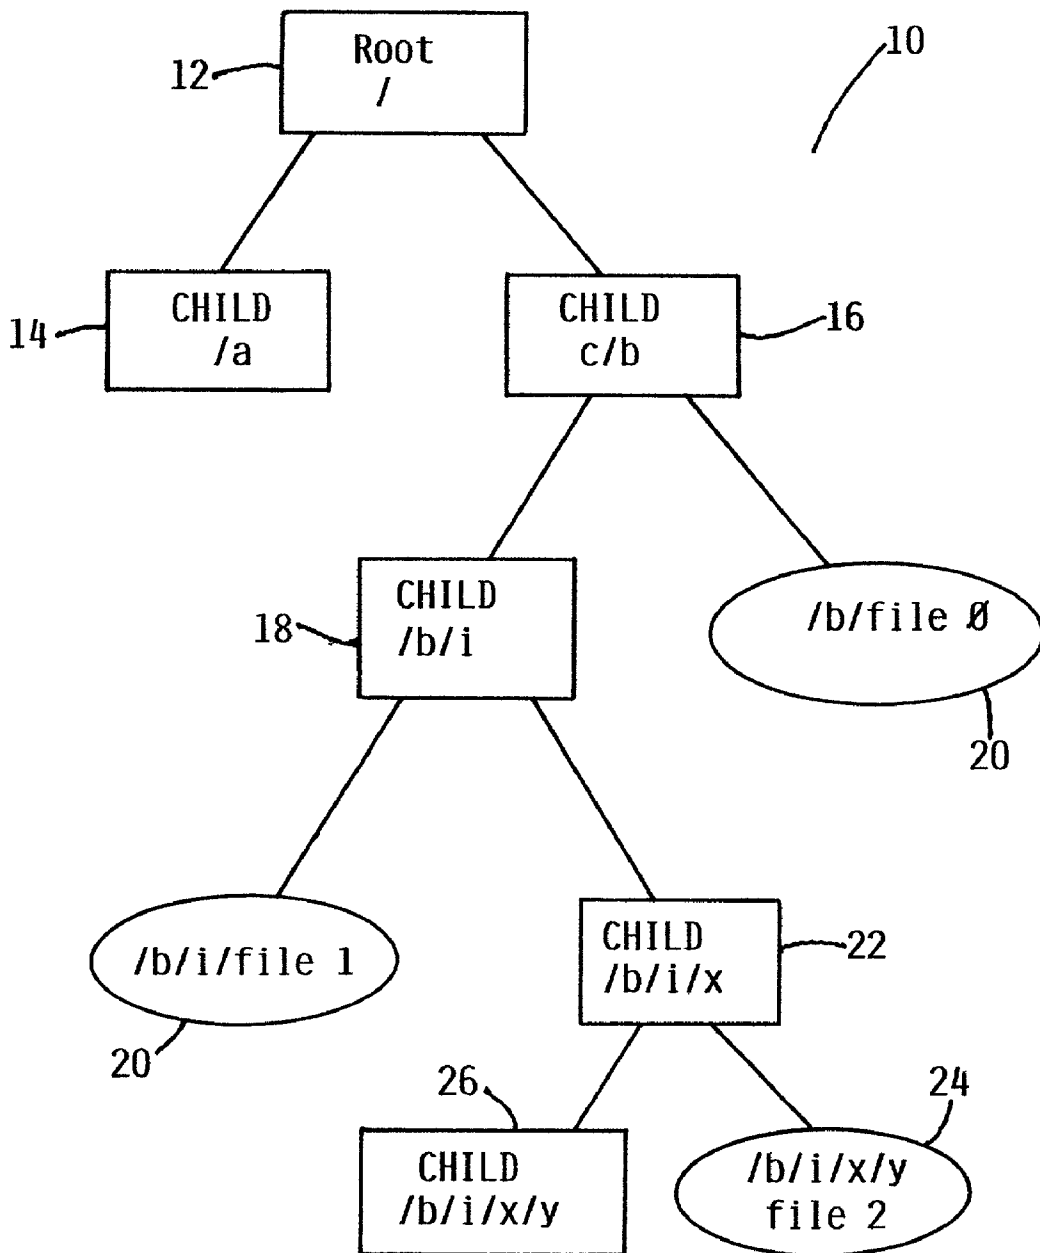 Root
/
12
10
CHILD
/a
14
CHILD
c/b
16
CHILD
/b/i
18
/b/file Ø
20
/b/i/file 1
20
CHILD
/b/i/x
22
26
24
CHILD
/b/i/x/y
/b/i/x/y
file 2